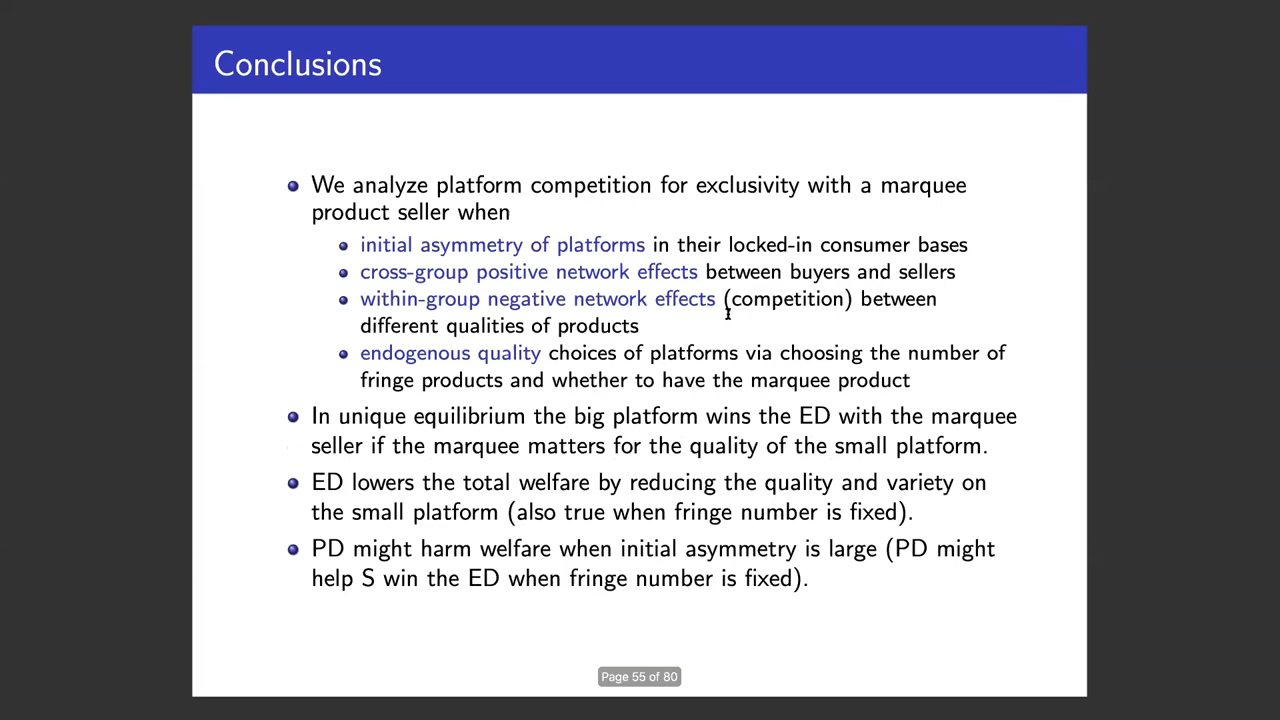 Conclusions
We analyze platform competition for exclusivity with a marquee
product seller when
initial asymmetry of platforms in their locked-in consumer bases
cross-group positive network effects between buyers and sellers
within-group negative network effects (competition) between
different qualities of products
endogenous quality choices of platforms via choosing the number of
fringe products and whether to have the marquee product
In unique equilibrium the big platform wins the ED with the marquee
seller if the marquee matters for the quality of the small platform.
ED lowers the total welfare by reducing the quality and variety on
the small platform (also true when fringe number is fixed).
PD might harm welfare when initial asymmetry is large (PD might
help S win the ED when fringe number is fixed).
Page 55 of 80